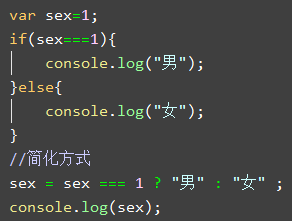 var sex=1;
if(sex===1){
    console.log("男");
}else{
    console.log("女");
}
//简化方式
sex = sex === 1 ? "男" : "女" ;
console.log(sex);